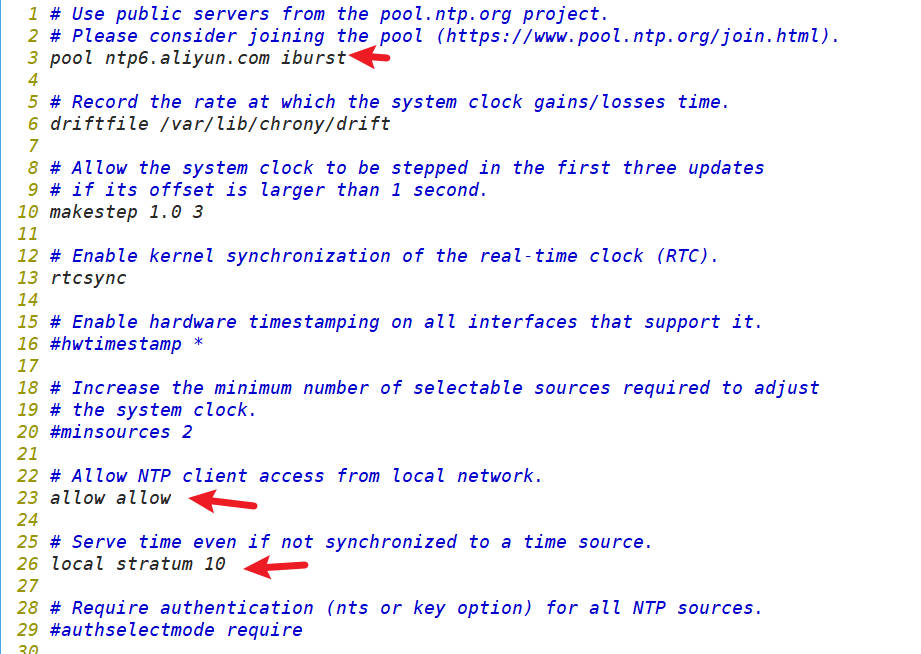 1 # Use public servers from the pool.ntp.org project.
2 # Please consider joining the pool (https://www.pool.ntp.org/join.html).
3 pool ntp6.aliyun.com iburst
4
5 # Record the rate at which the system clock gains/losses time.
6 driftfile /var/lib/chrony/drift
7
8 # Allow the system clock to be stepped in the first three updates
9 # if its offset is larger than 1 second.
10 makestep 1.0 3
11
12 # Enable kernel synchronization of the real-time clock (RTC).
13 rtcsync
14
15 # Enable hardware timestamping on all interfaces that support it.
16 #hwtimestamp *
17
18 # Increase the minimum number of selectable sources required to adjust
19 # the system clock.
20 #minsources 2
21
22 # Allow NTP client access from local network.
23 allow allow
24
25 # Serve time even if not synchronized to a time source.
26 local stratum 10
27
28 # Require authentication (nts or key option) for all NTP sources.
29 #authselectmode require
30